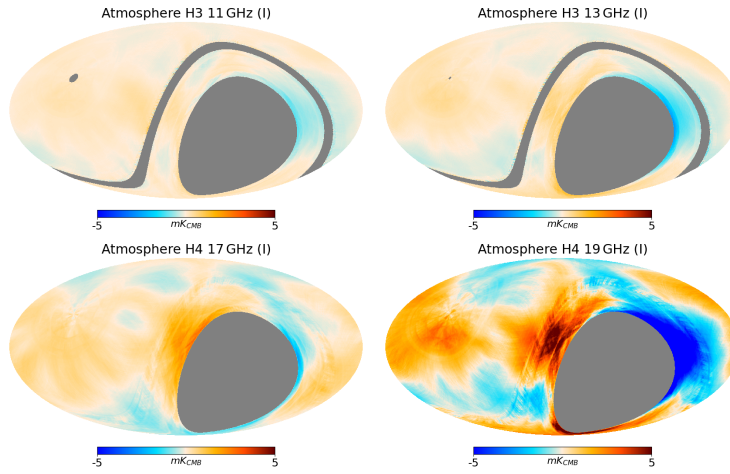 Atmosphere H3 11 GHz (I)
Atmosphere H3 13 GHz (I)
-5 mK_CMB 5
-5 mK_CMB 5
Atmosphere H4 17 GHz (I)
Atmosphere H4 19 GHz (I)
-5 mK_CMB 5
-5 mK_CMB 5